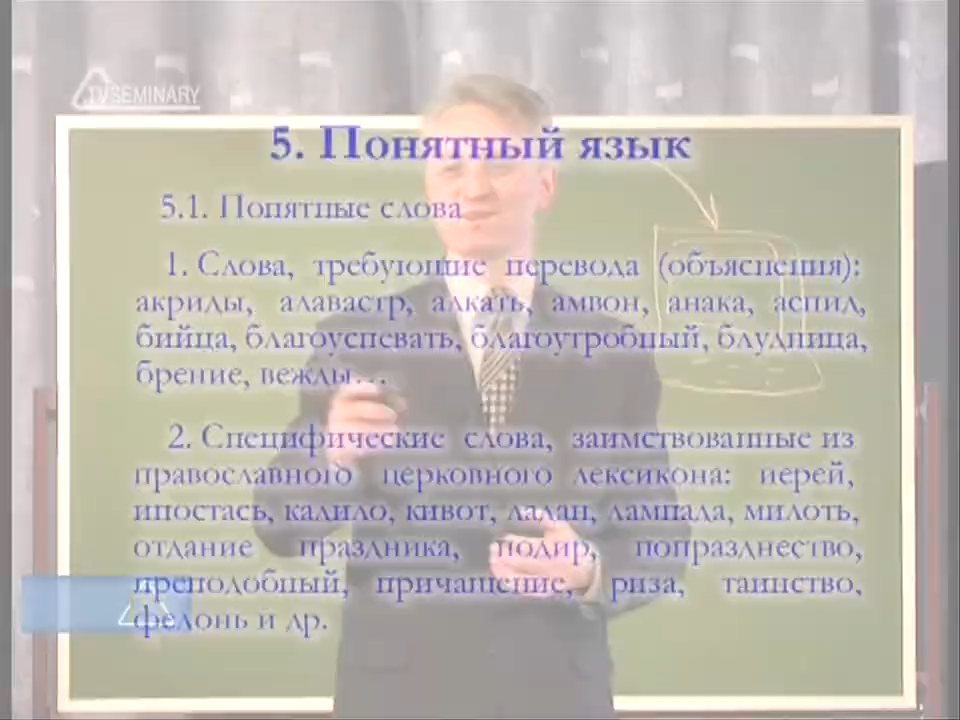 TVSEMINARY
5. Понятный язык
5.1. Понятные слова
1. Слова, требующие перевода (объяснения):
акриды, алавастр, алкать, амвон, анака, аспид,
бийца, благоуспевать, благоутробный, блудница,
брение, вежды...
2. Специфические слова, заимствованные из
православного церковного лексикона: иерей,
ипостась, кадило, кивот, ладан, лампада, милоть,
отдание праздника, подир, попразднество,
преподобный, причащение, риза, таинство,
фелонь и др.